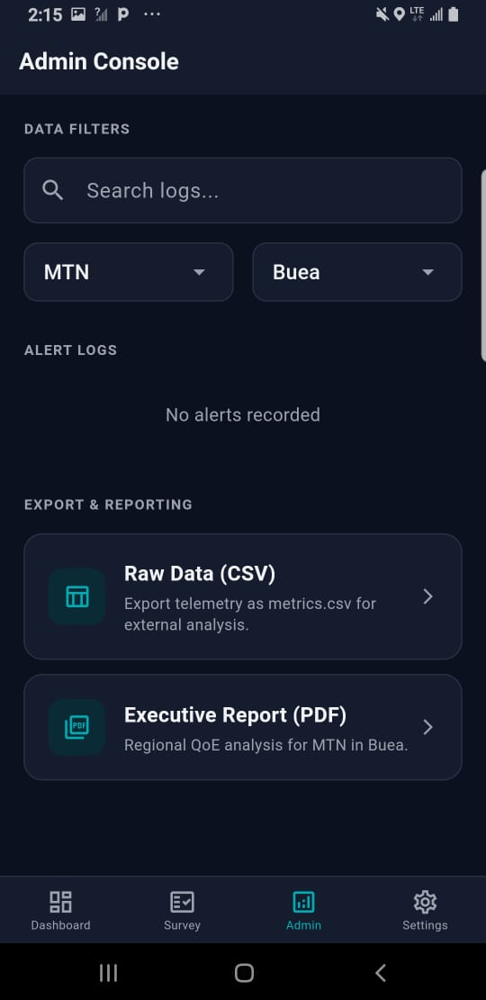 2:15
LTE
Admin Console
DATA FILTERS
Search logs...
MTN
Buea
ALERT LOGS
No alerts recorded
EXPORT & REPORTING
Raw Data (CSV)
Export telemetry as metrics.csv for
external analysis.
PDF
Executive Report (PDF)
Regional QoE analysis for MTN in Buea.
Dashboard
Survey
Admin
Settings